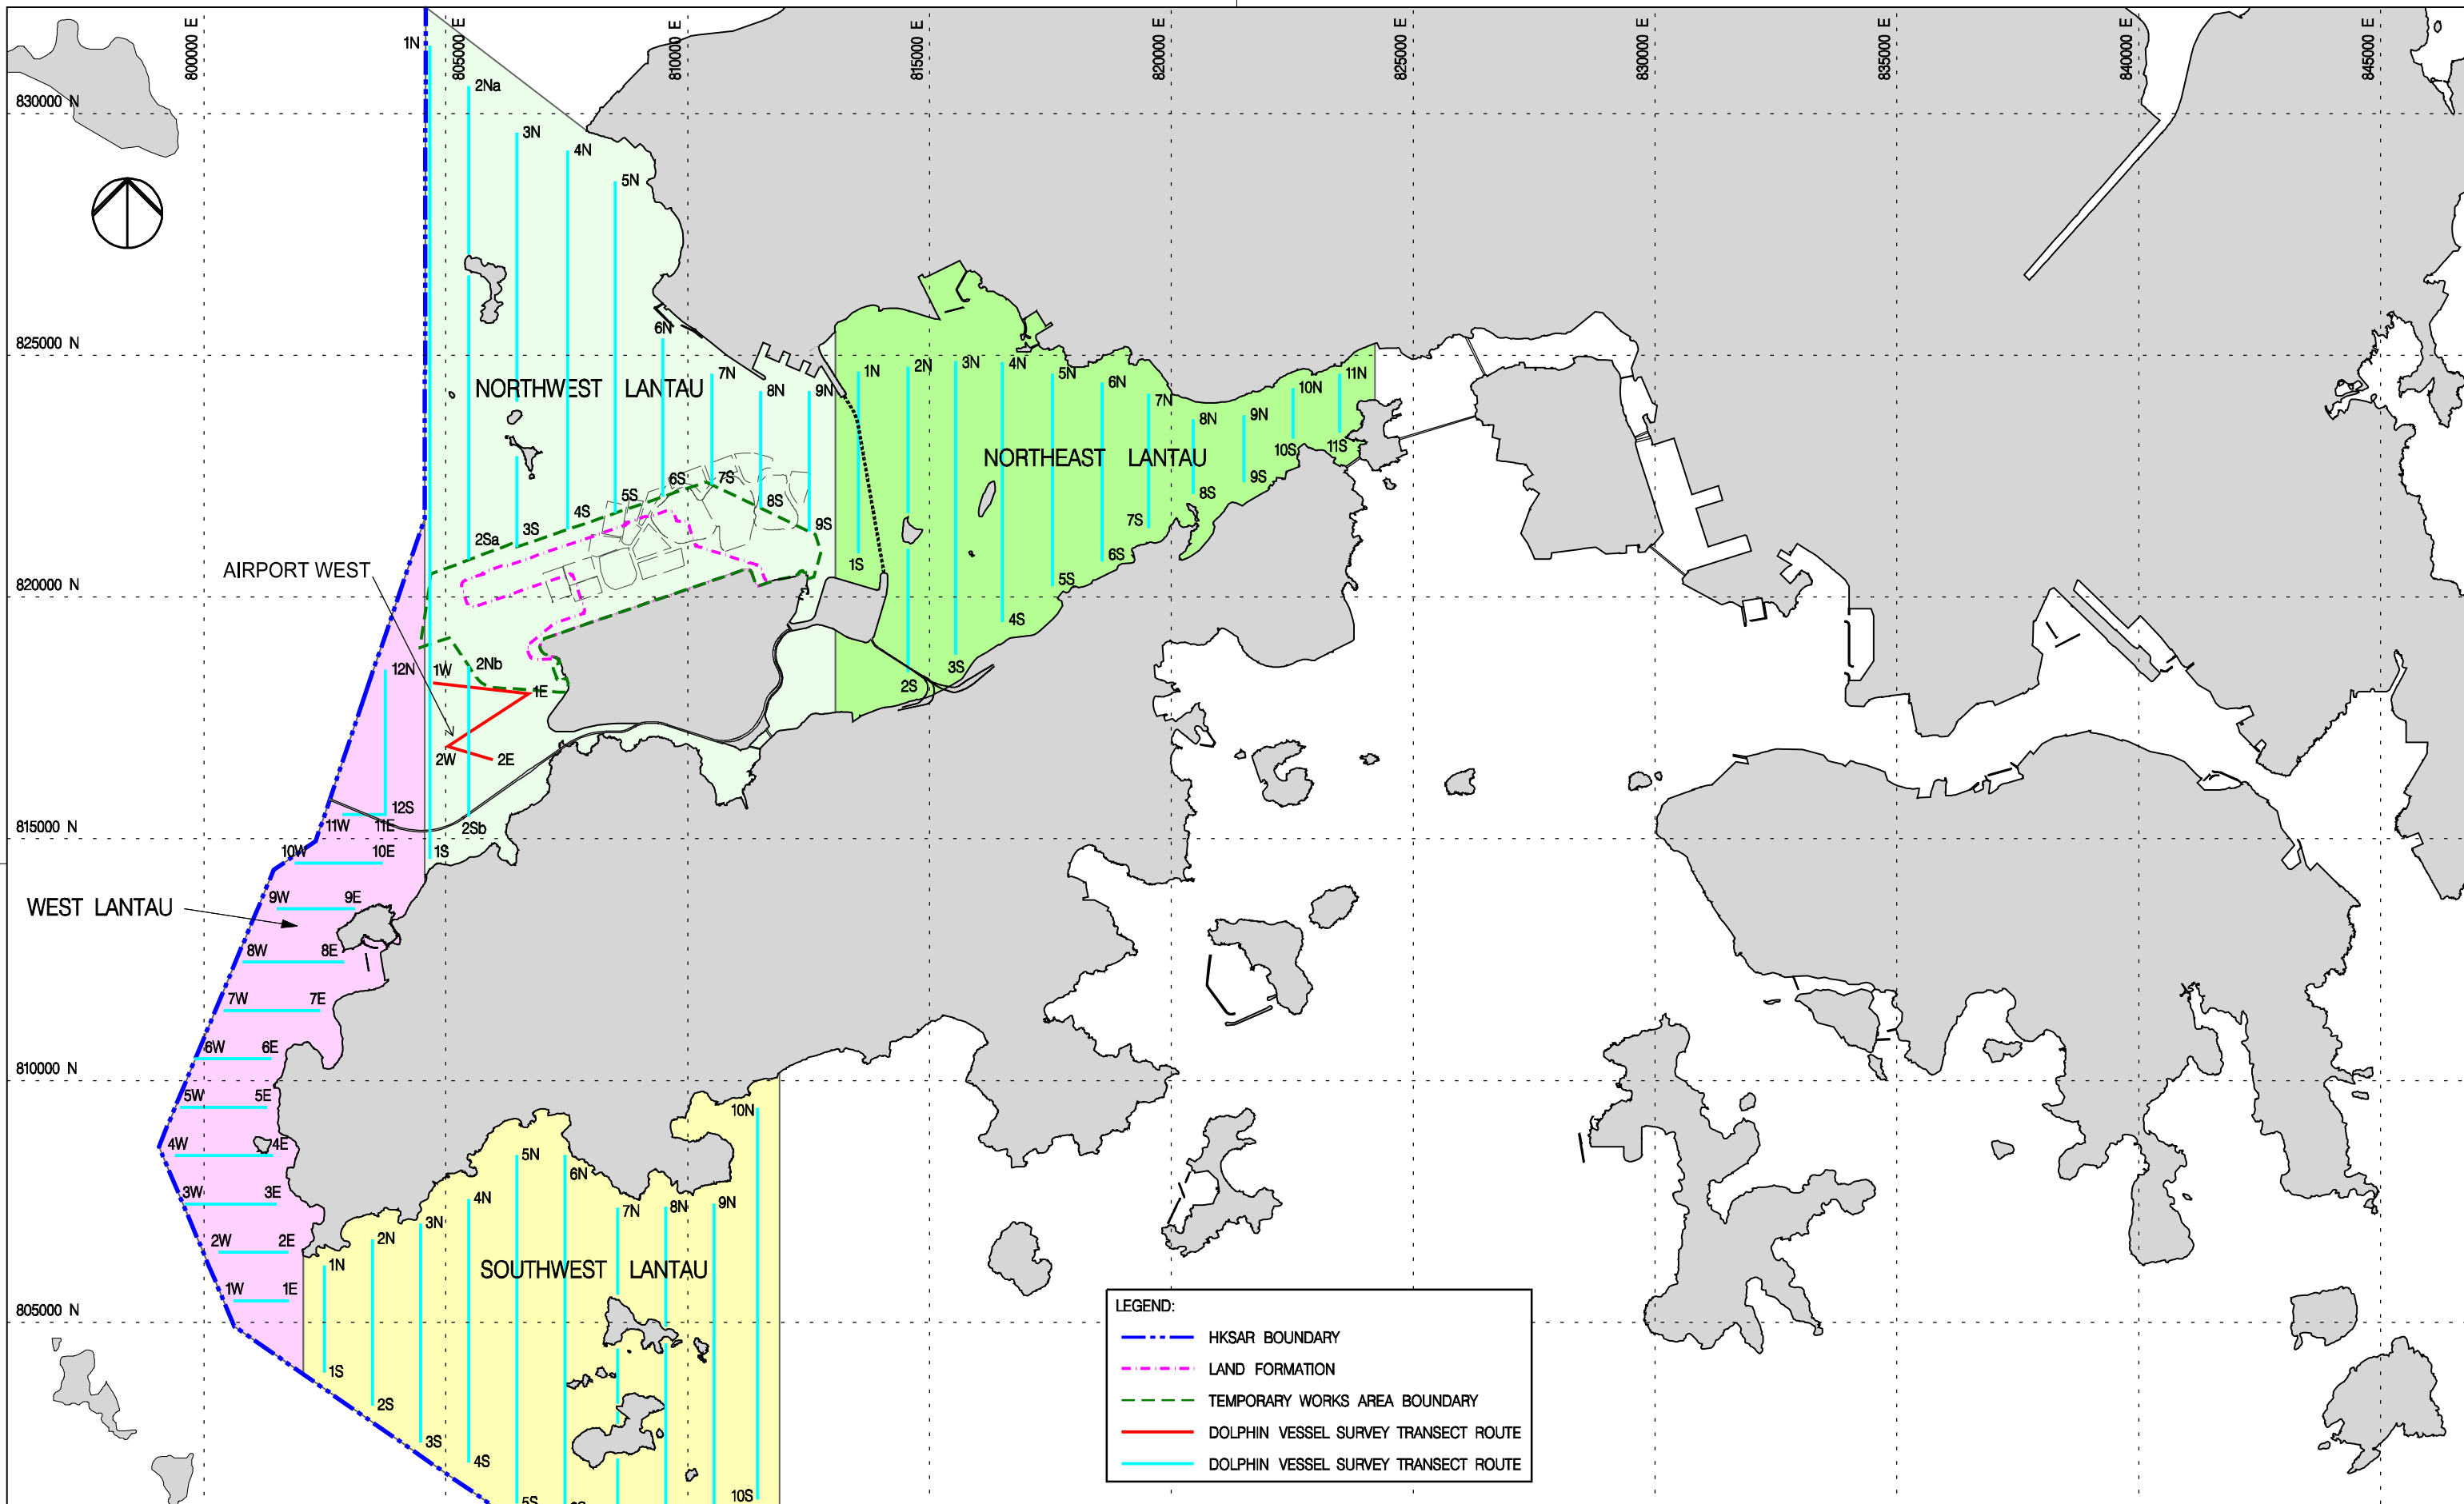 800000 E
805000 E
810000 E
815000 E
820000 E
825000 E
830000 E
835000 E
840000 E
845000 E
1N
2Na
830000 N
3N
4N
5N
6N
825000 N
NORTHWEST LANTAU
7N
8N
9N
1N
2N
3N
4N
5N
6N
7N
8N
9N
10N
11N
NORTHEAST LANTAU
10S
11S
9S
8S
7S
6S
5S
4S
3S
2S
1S
2Sa
3S
4S
5S
6S
7S
8S
9S
AIRPORT WEST
820000 N
12N
1W
2Nb
1E
2W
2E
12S
11W
11E
2Sb
815000 N
10W
10E
1S
9W
9E
WEST LANTAU
8W
8E
7W
7E
6W
6E
810000 N
5W
5E
4W
4E
3W
3E
2W
2E
1W
1E
805000 N
10N
5N
6N
4N
3N
2N
1N
7N
8N
9N
SOUTHWEST LANTAU
1S
2S
3S
4S
5S
10S
LEGEND:
HKSAR BOUNDARY
LAND FORMATION
TEMPORARY WORKS AREA BOUNDARY
DOLPHIN VESSEL SURVEY TRANSECT ROUTE
DOLPHIN VESSEL SURVEY TRANSECT ROUTE